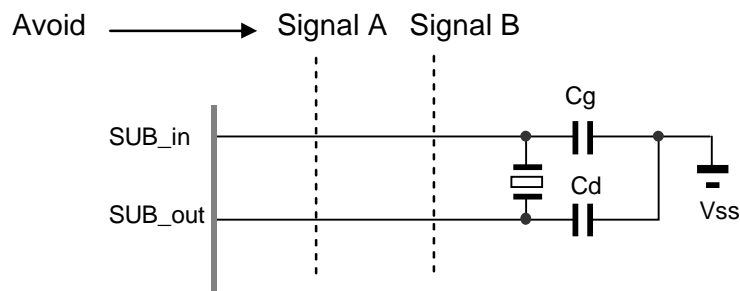 Avoid Signal A Signal B
Cg
SUB_in
Cd
SUB_out
Vss